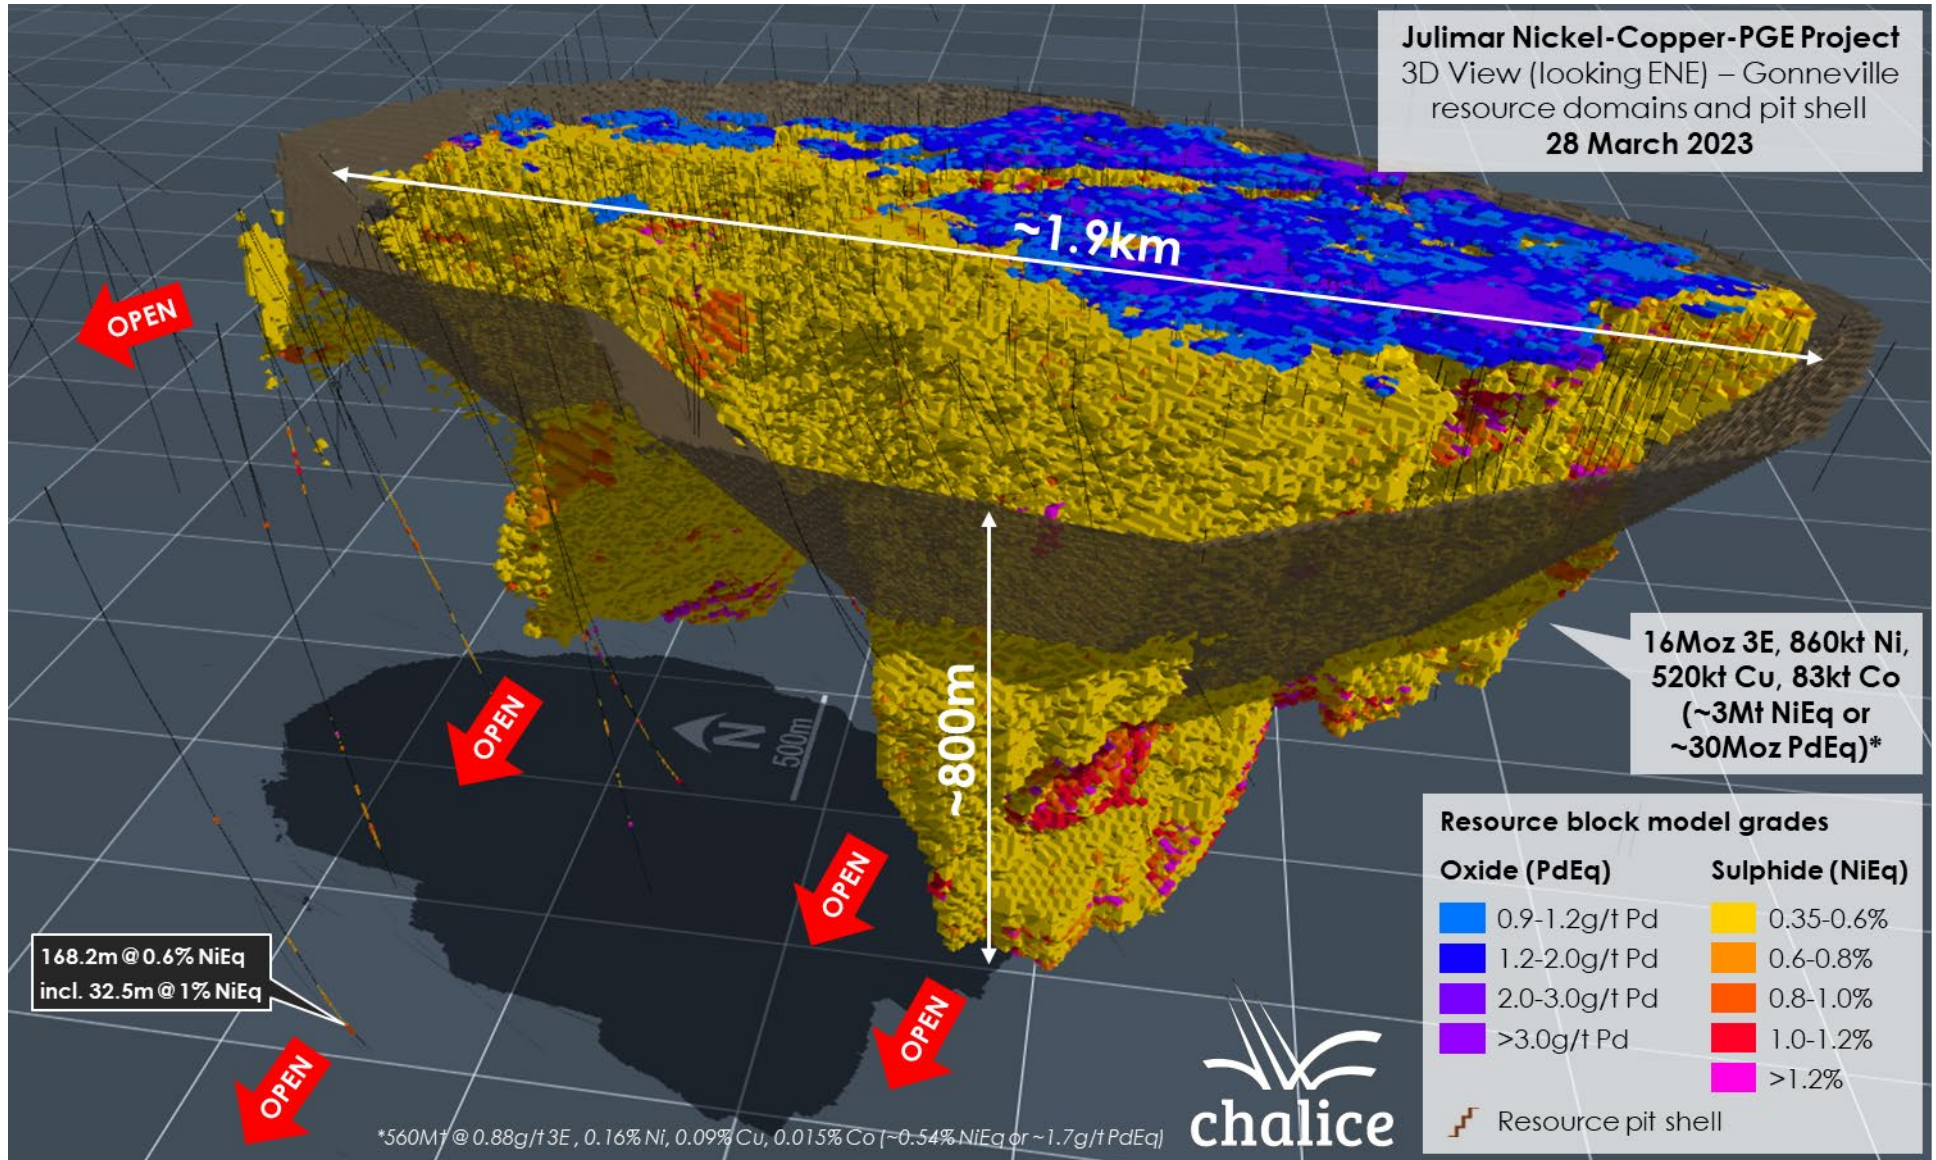 Julimar Nickel-Copper-PGE Project
3D View (looking ENE) – Gonneville
resource domains and pit shell
28 March 2023
~1.9km
OPEN
~800m
16Moz 3E, 860kt Ni,
520kt Cu, 83kt Co
(~3Mt NiEq or
~30Moz PdEq)*
OPEN
N
500m
OPEN
168.2m @ 0.6% NiEq
incl. 32.5m @ 1% NiEq
OPEN
OPEN
Resource block model grades
Oxide (PdEq)
0.9-1.2g/t Pd
1.2-2.0g/t Pd
2.0-3.0g/t Pd
>3.0g/t Pd
Sulphide (NiEq)
0.35-0.6%
0.6-0.8%
0.8-1.0%
1.0-1.2%
>1.2%
Resource pit shell
chalice
*560Mt @ 0.88g/t 3E , 0.16% Ni, 0.09% Cu, 0.015% Co (~0.54% NiEq or ~1.7g/t PdEq)